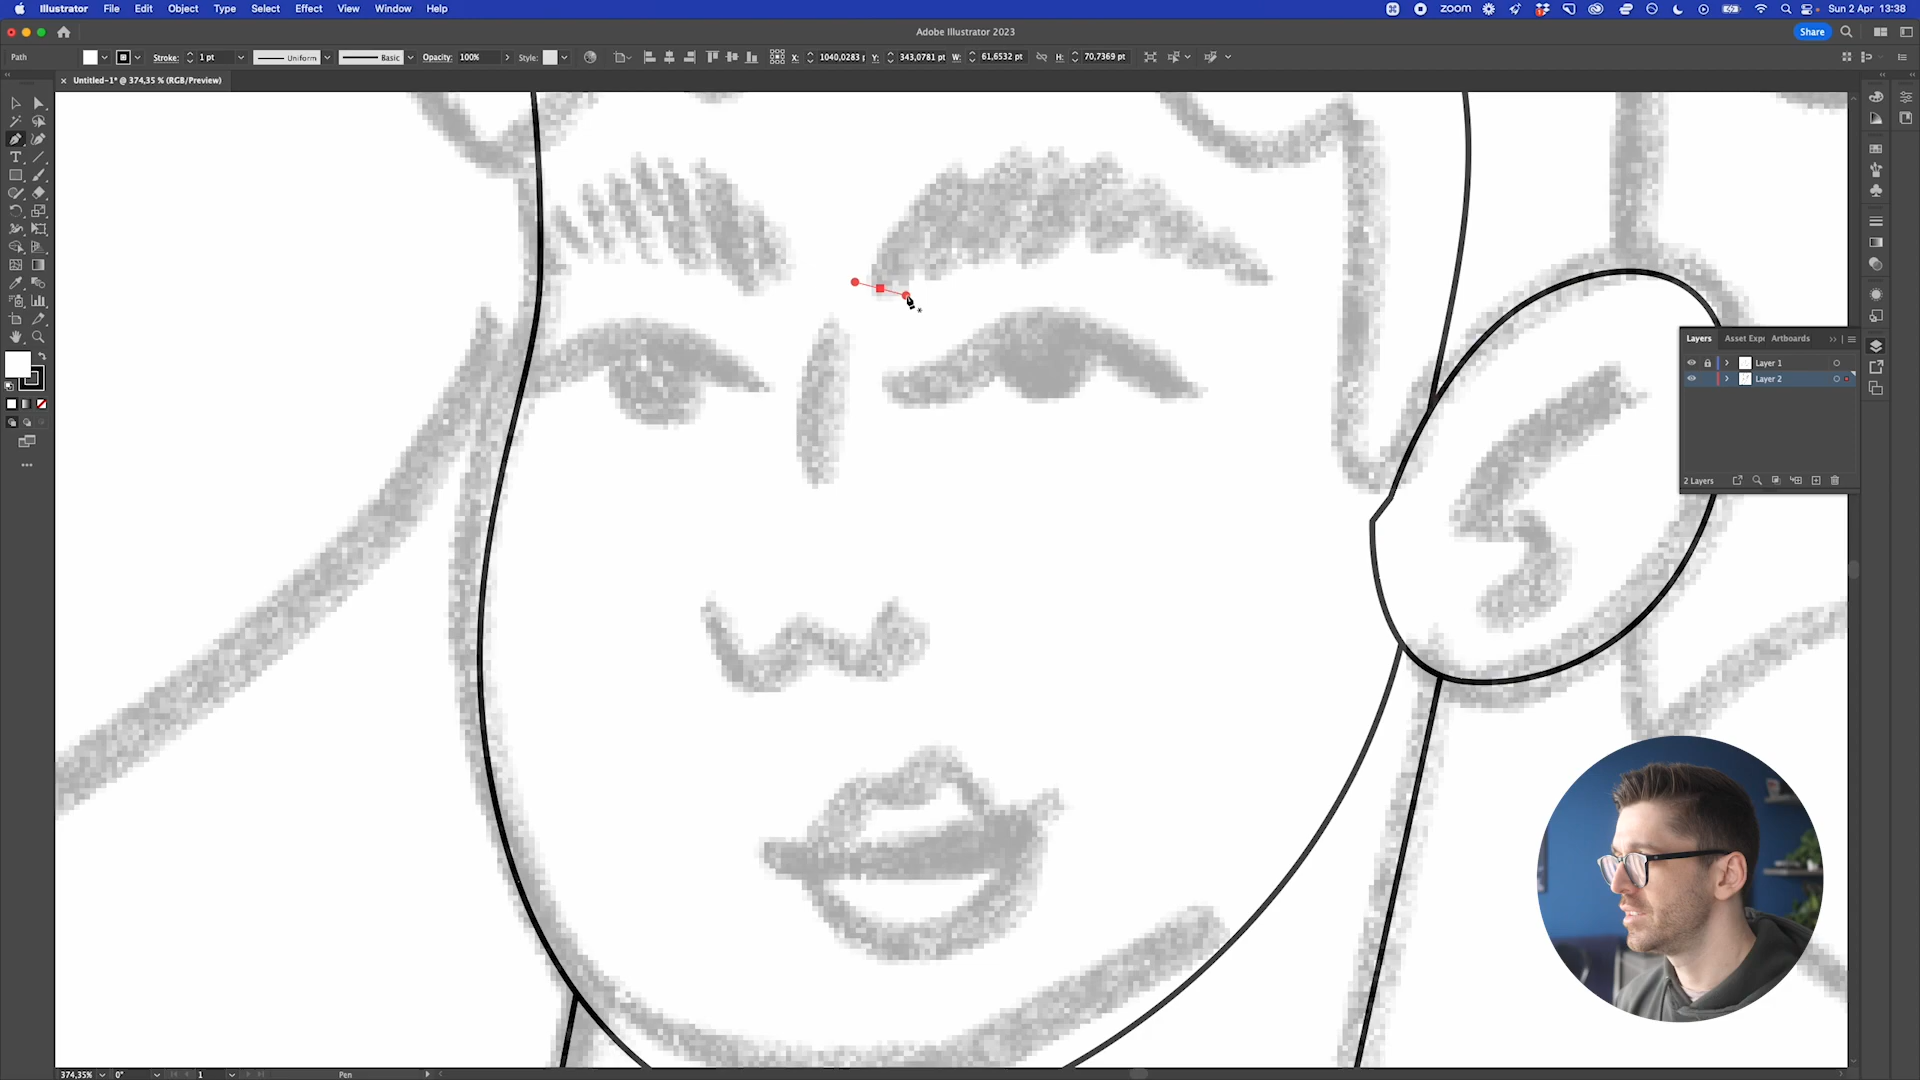 Illustrator File Edit Object Type Select Effect View Window Help
zoom Sun 2 Apr 13:38
Adobe Illustrator 2023
Share
Path Stroke: 1 pt Uniform Basic Opacity: 100% Style: X: 1040,0283 Y: 343,0781 pt W: 61,6532 pt H: 70,7369 pt
Untitled-1* @ 374,35 % (RGB/Preview)
Layers Asset Expo Artboards
Layer 1
Layer 2
2 Layers
374,35% 0° 1 Pen